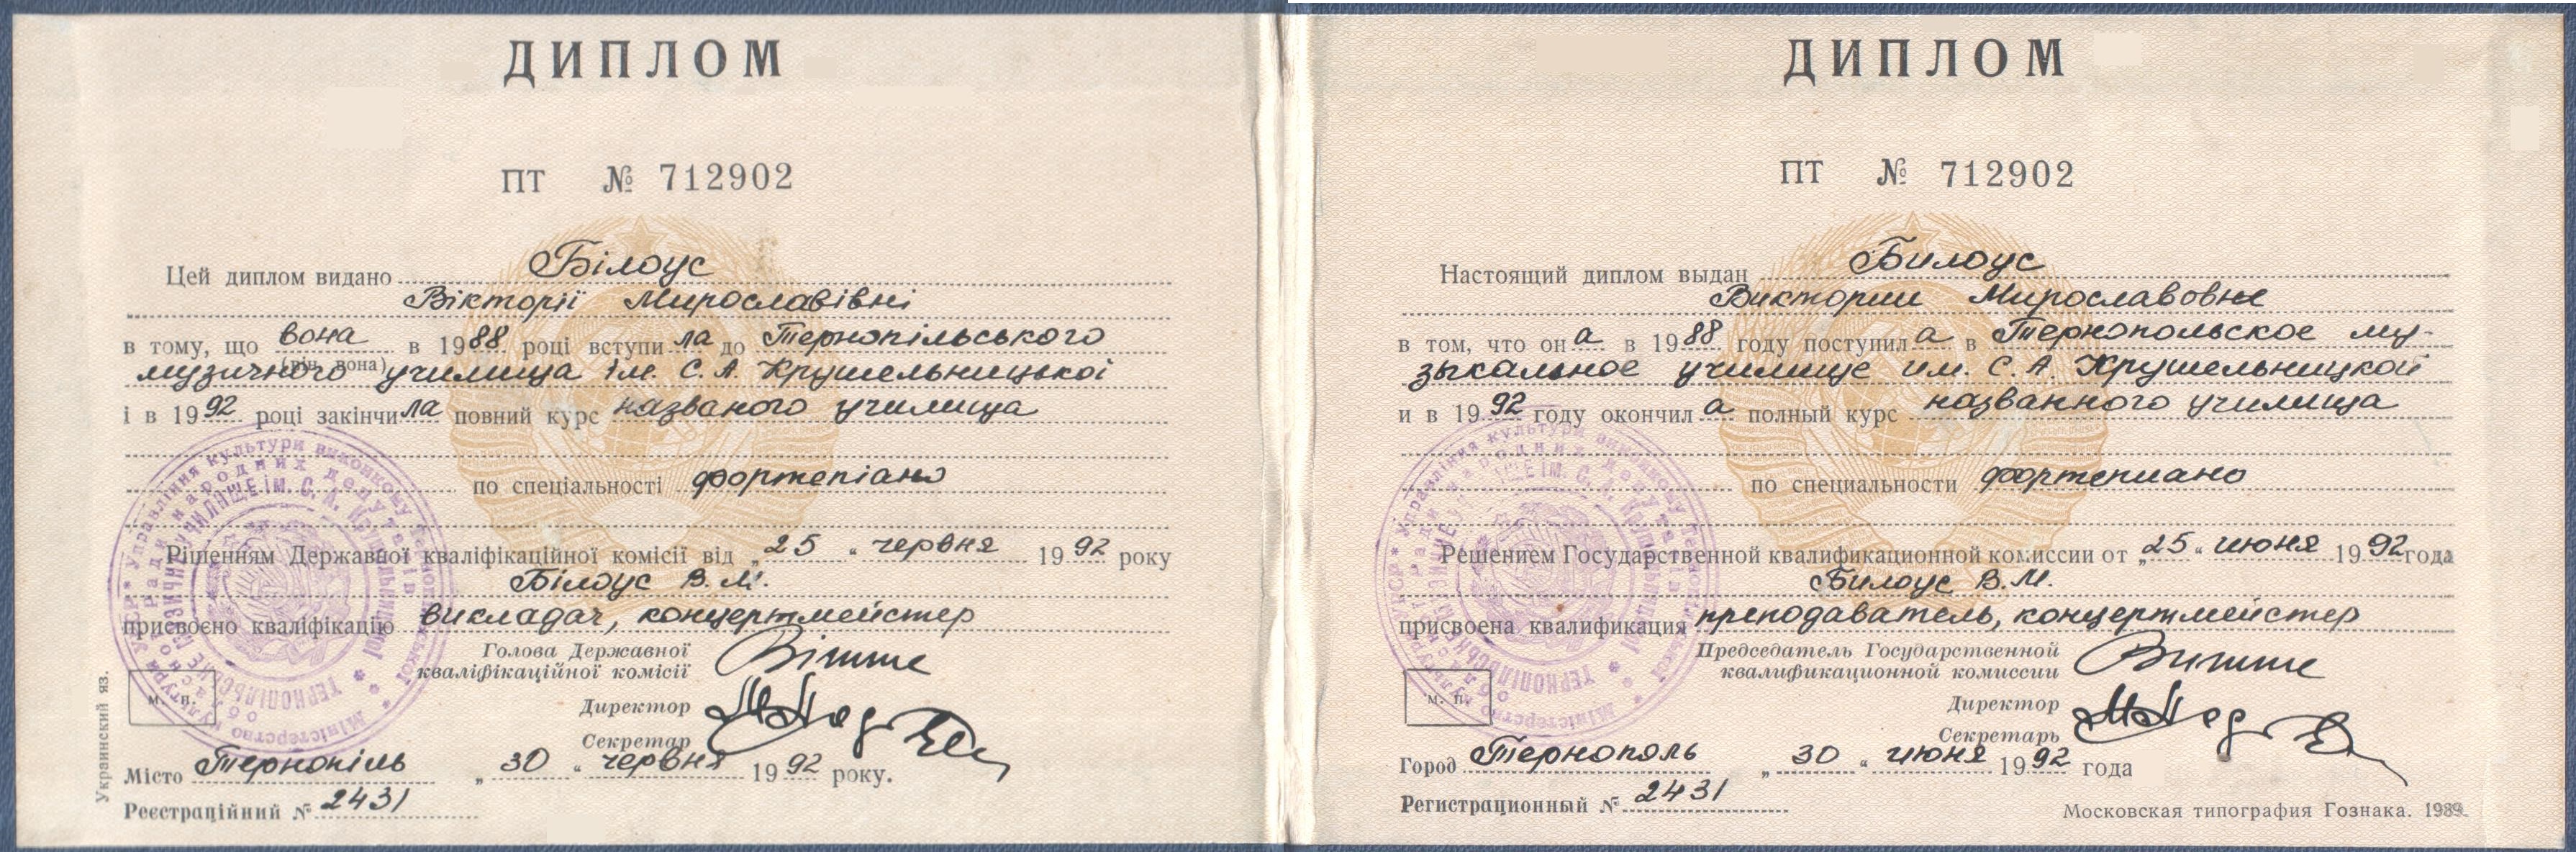 ДИПЛОМ
ПТ № 712902
Цей диплом видано Білоус
Вікторії Мирославівні
в тому, що вона в 1988 році вступила до Тернопільського
(він, вона)
музичного училища ім. С. А. Крушельницької
і в 1992 році закінчила повний курс названого училища
по спеціальності фортепіано
Рішенням Державної кваліфікаційної комісії від „25“ червня 1992 року
Білоус В. М.
присвоєно кваліфікацію викладач, концертмейстер
Голова Державної
кваліфікаційної комісії Вітте
Директор
Секретар
м. п.
Місто Тернопіль „30“ червня 1992 року.
Реєстраційний № 2431
Украинский яз.
ДИПЛОМ
ПТ № 712902
Настоящий диплом выдан Билоус
Виктории Мирославовне
в том, что она в 1988 году поступила в Тернопольское му-
зыкальное училище им. С. А. Крушельницкой
и в 1992 году окончила полный курс названного училища
по специальности фортепиано
Решением Государственной квалификационной комиссии от „25“ июня 1992 года
Билоус В. М.
присвоена квалификация преподаватель, концертмейстер
Председатель Государственной
квалификационной комиссии Витте
Директор
Секретарь
м. п.
Город Тернополь „30“ июня 1992 года
Регистрационный № 2431
Московская типография Гознака. 1989.